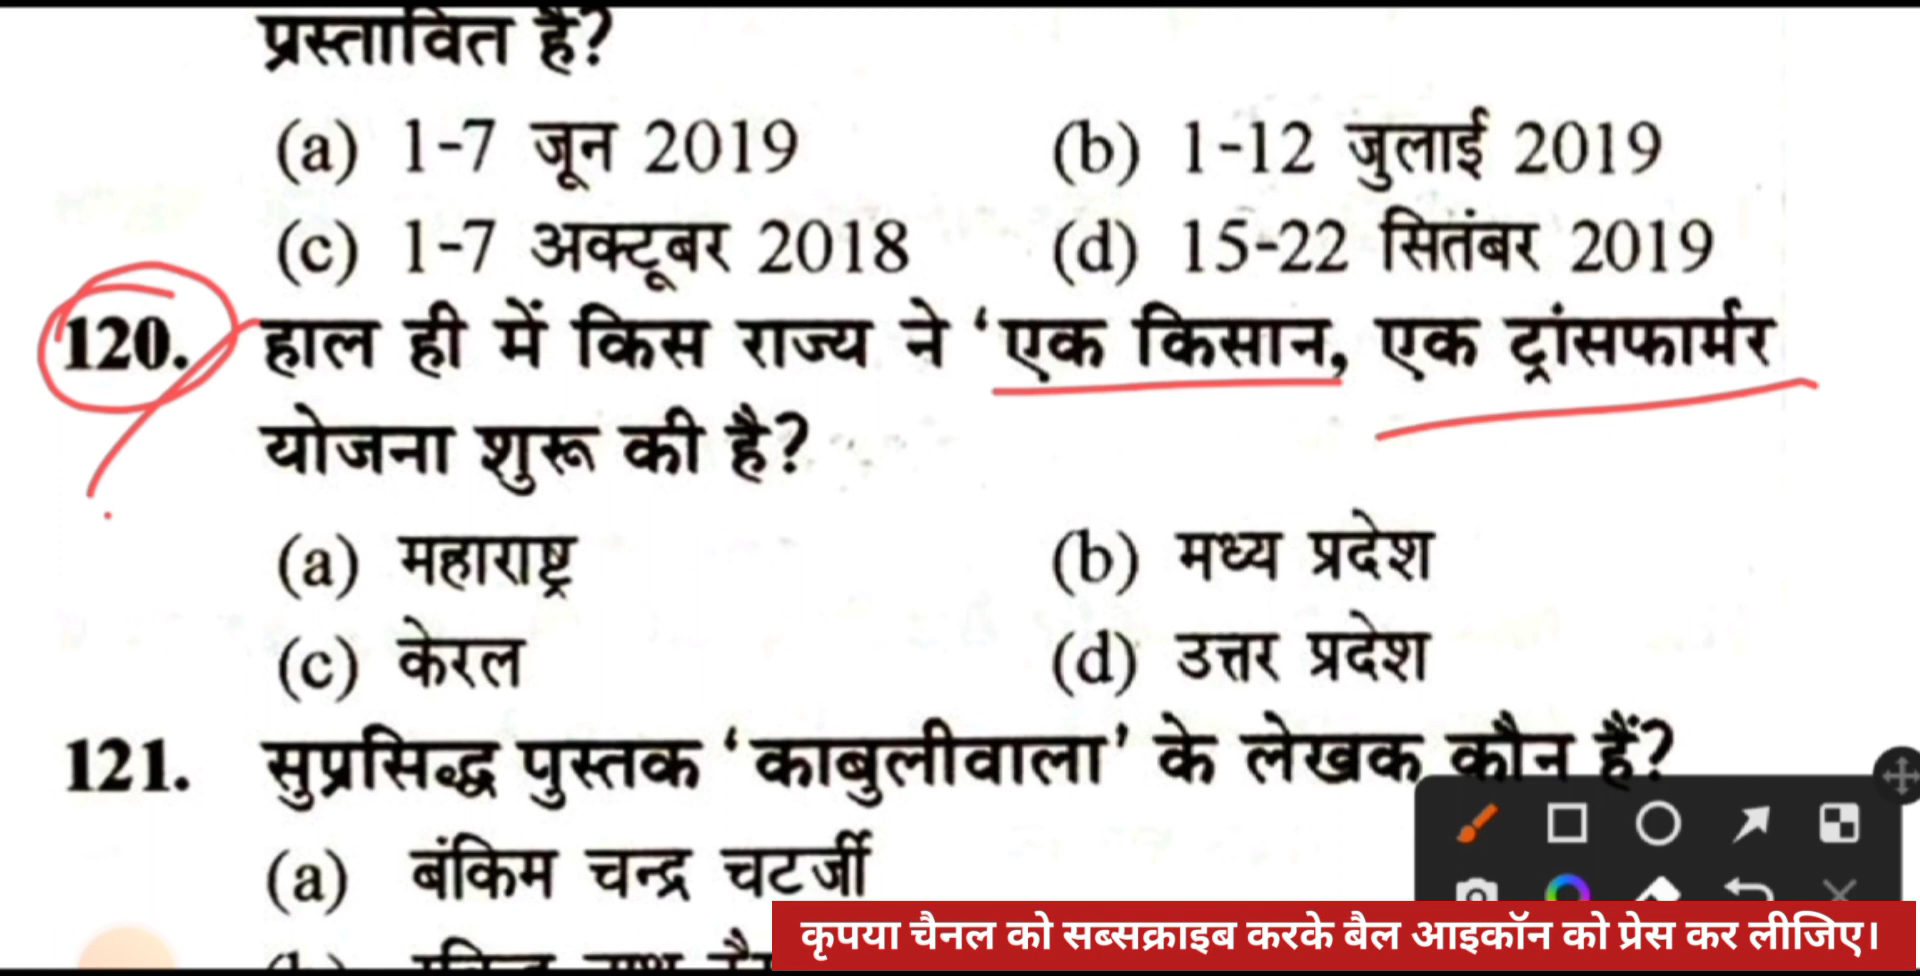 प्रस्तावित है?
(a) 1-7 जून 2019 (b) 1-12 जुलाई 2019
(c) 1-7 अक्टूबर 2018 (d) 15-22 सितंबर 2019
120. हाल ही में किस राज्य ने ‘एक किसान, एक ट्रांसफार्मर
योजना शुरू की है?
(a) महाराष्ट्र (b) मध्य प्रदेश
(c) केरल (d) उत्तर प्रदेश
121. सुप्रसिद्ध पुस्तक ‘काबुलीवाला’ के लेखक कौन हैं?
(a) बंकिम चन्द्र चटर्जी
कृपया चैनल को सब्सक्राइब करके बैल आइकॉन को प्रेस कर लीजिए।